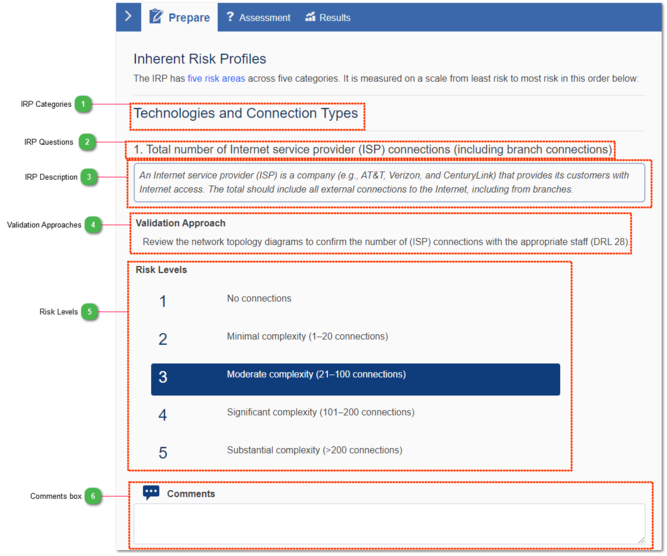 Prepare
? Assessment
Results
Inherent Risk Profiles
The IRP has five risk areas across five categories. It is measured on a scale from least risk to most risk in this order below:
IRP Categories 1
Technologies and Connection Types
IRP Questions 2
1. Total number of Internet service provider (ISP) connections (including branch connections)
IRP Description 3
An Internet service provider (ISP) is a company (e.g., AT&T, Verizon, and CenturyLink) that provides its customers with
Internet access. The total should include all external connections to the Internet, including from branches.
Validation Approaches 4
Validation Approach
Review the network topology diagrams to confirm the number of (ISP) connections with the appropriate staff (DRL 28).
Risk Levels 5
Risk Levels
1 No connections
2 Minimal complexity (1–20 connections)
3 Moderate complexity (21–100 connections)
4 Significant complexity (101–200 connections)
5 Substantial complexity (>200 connections)
Comments box 6
Comments